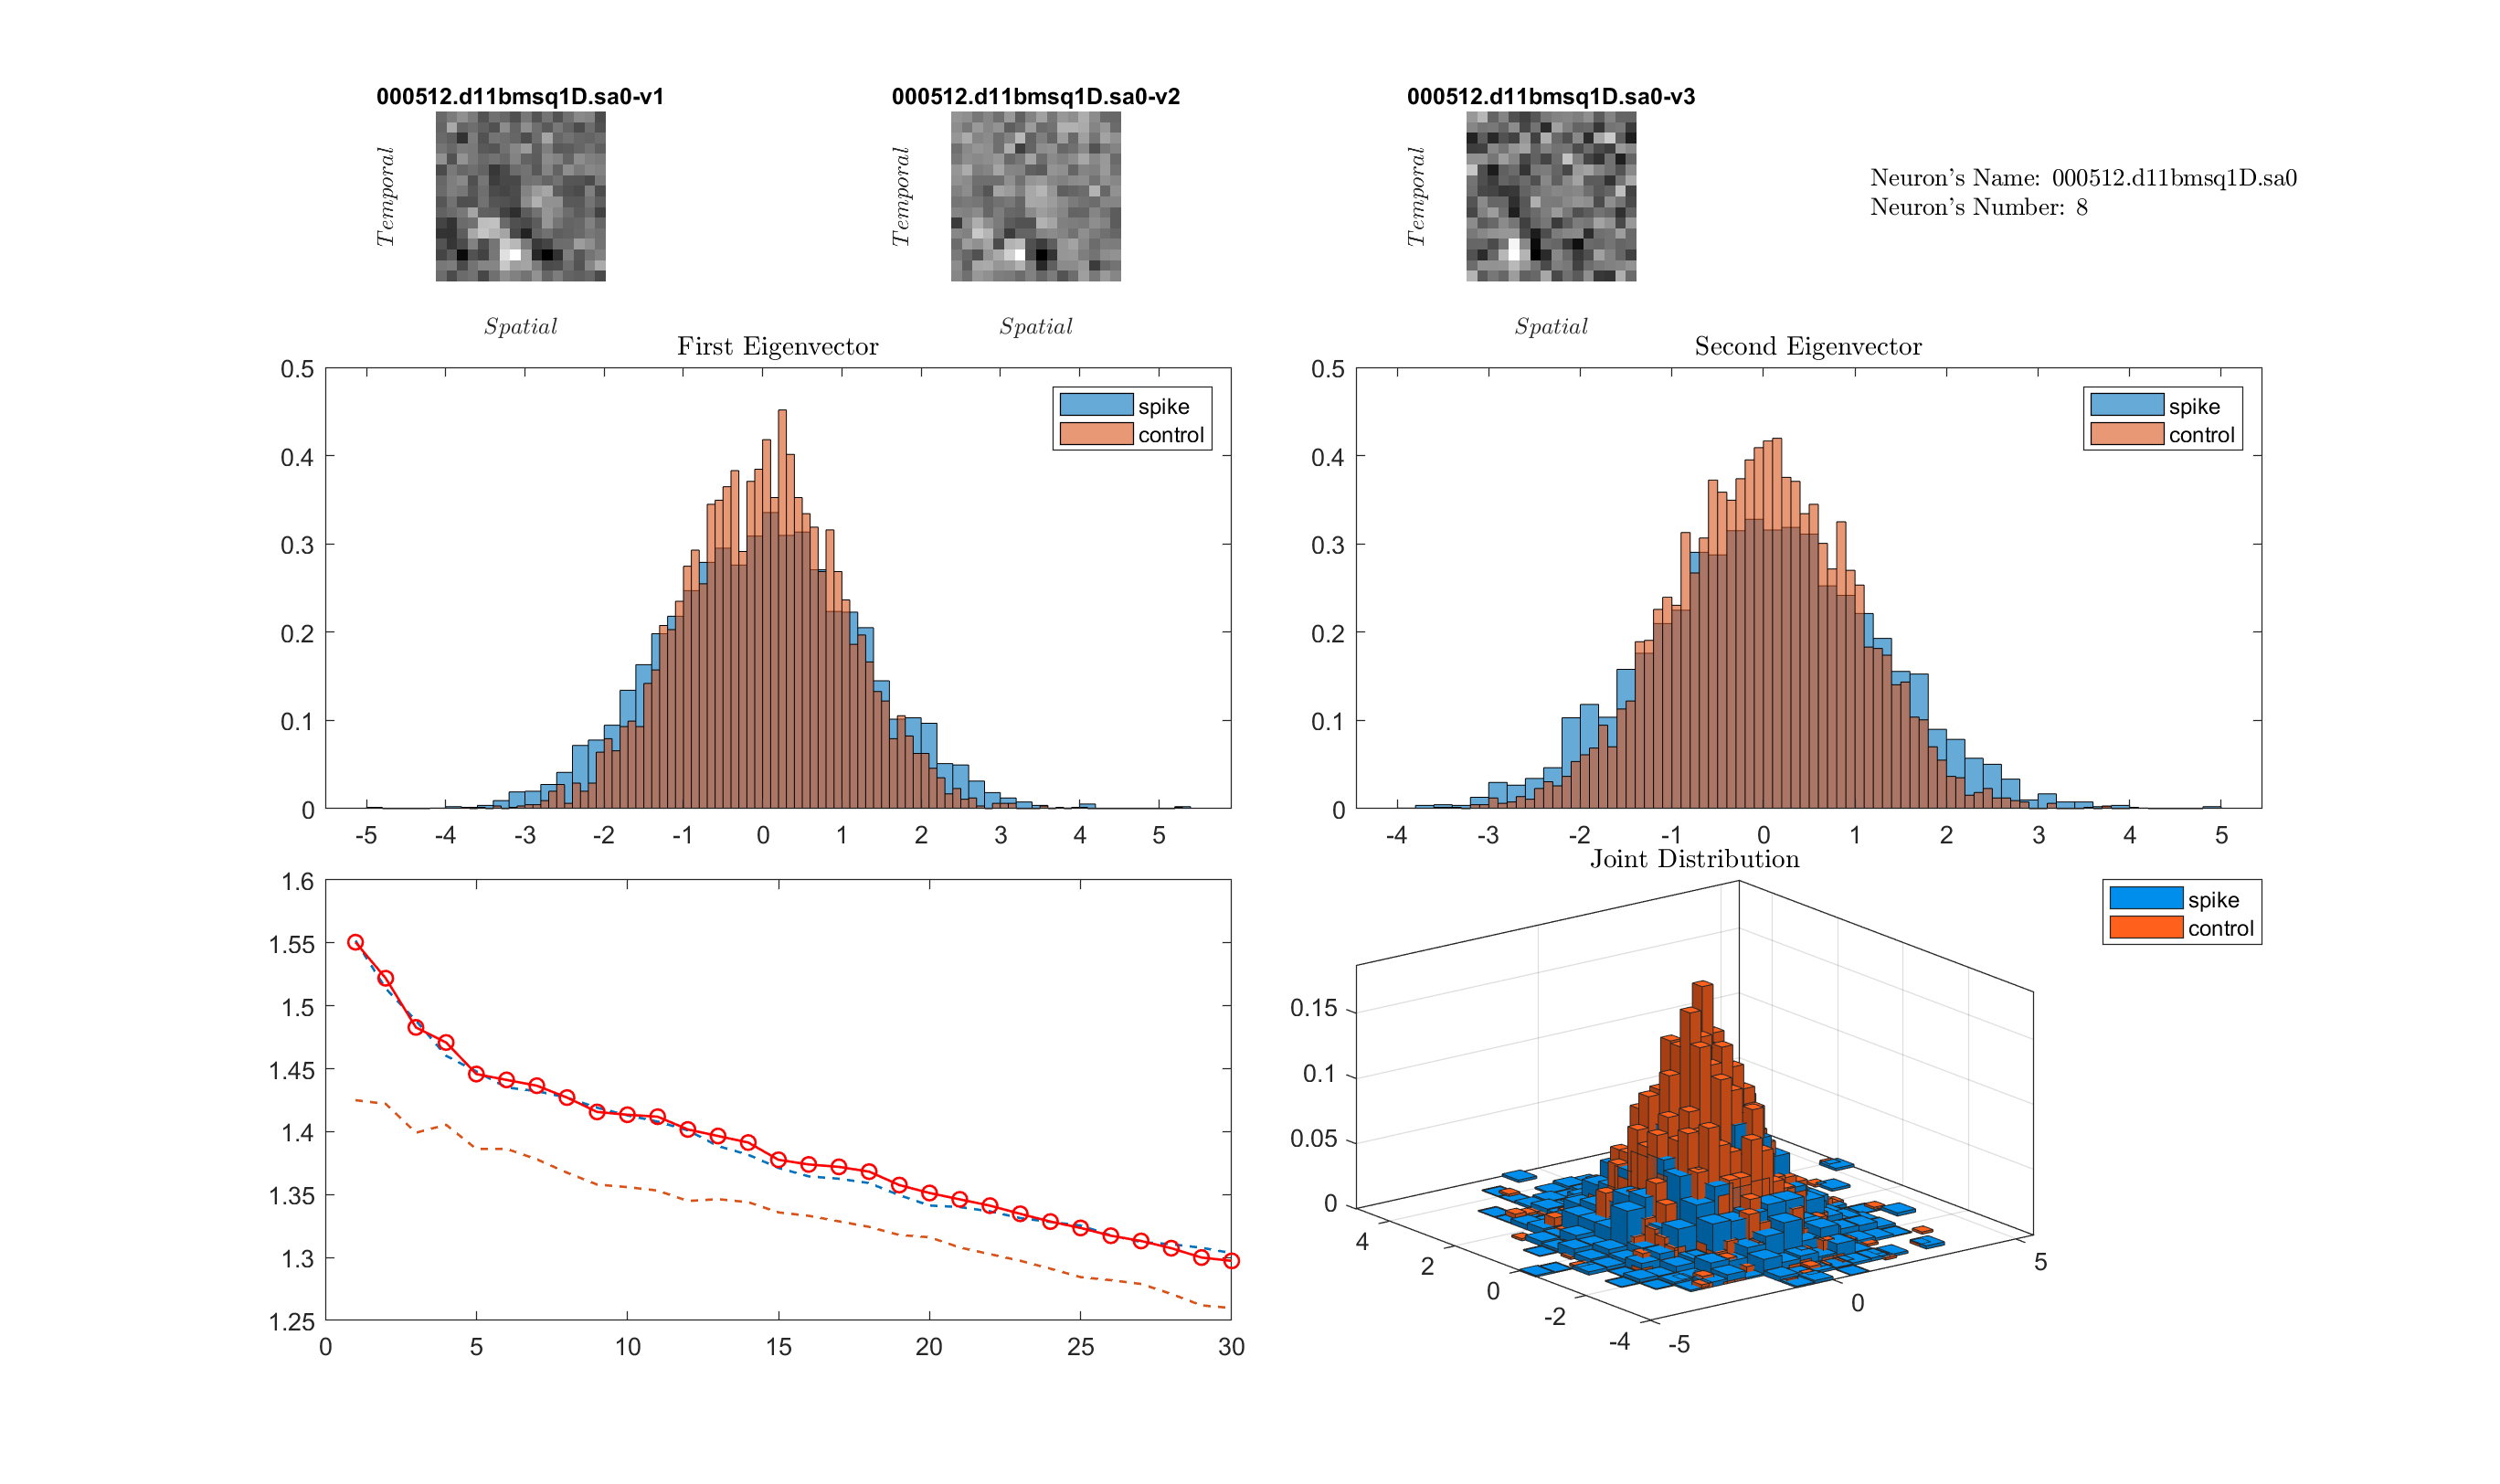 000512.d11bmsq1D.sa0-v1
000512.d11bmsq1D.sa0-v2
000512.d11bmsq1D.sa0-v3
Temporal
Temporal
Temporal
Neuron's Name: 000512.d11bmsq1D.sa0
Neuron's Number: 8
Spatial
Spatial
Spatial
First Eigenvector
0.5
0.4
0.3
0.2
0.1
0
-5 -4 -3 -2 -1 0 1 2 3 4 5
spike
control
Second Eigenvector
0.5
0.4
0.3
0.2
0.1
0
-4 -3 -2 -1 0 1 2 3 4 5
spike
control
1.6
1.55
1.5
1.45
1.4
1.35
1.3
1.25
0 5 10 15 20 25 30
Joint Distribution
spike
control
0.15
0.1
0.05
0
4
2
0
-2
-4
-5
0
5